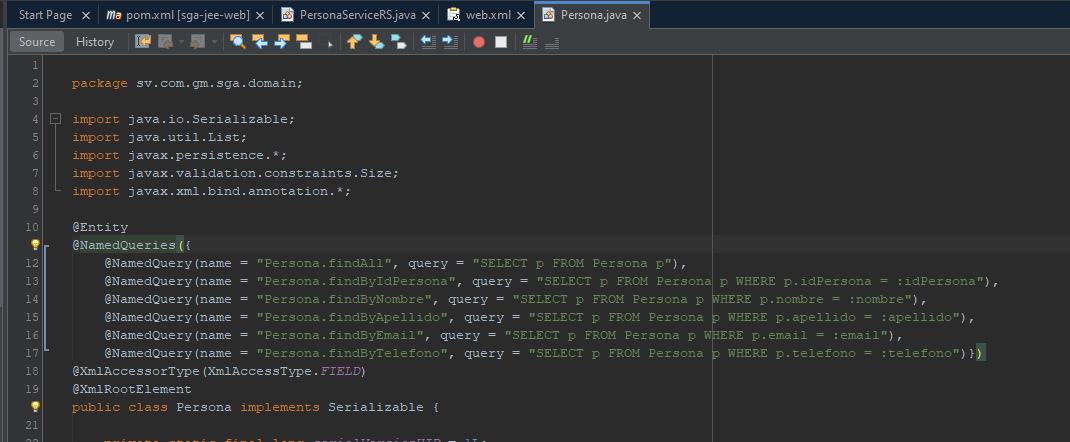 Start Page
pom.xml [sga-jee-web]
PersonaServiceRS.java
web.xml
Persona.java
Source History
1
2 package sv.com.gm.sga.domain;
3
4 import java.io.Serializable;
5 import java.util.List;
6 import javax.persistence.*;
7 import javax.validation.constraints.Size;
8 import javax.xml.bind.annotation.*;
9
10 @Entity
@NamedQueries({
12 @NamedQuery(name = "Persona.findAll", query = "SELECT p FROM Persona p"),
13 @NamedQuery(name = "Persona.findByIdPersona", query = "SELECT p FROM Persona p WHERE p.idPersona = :idPersona"),
14 @NamedQuery(name = "Persona.findByNombre", query = "SELECT p FROM Persona p WHERE p.nombre = :nombre"),
15 @NamedQuery(name = "Persona.findByApellido", query = "SELECT p FROM Persona p WHERE p.apellido = :apellido"),
16 @NamedQuery(name = "Persona.findByEmail", query = "SELECT p FROM Persona p WHERE p.email = :email"),
17 @NamedQuery(name = "Persona.findByTelefono", query = "SELECT p FROM Persona p WHERE p.telefono = :telefono")})
18 @XmlAccessorType(XmlAccessType.FIELD)
19 @XmlRootElement
public class Persona implements Serializable {
21